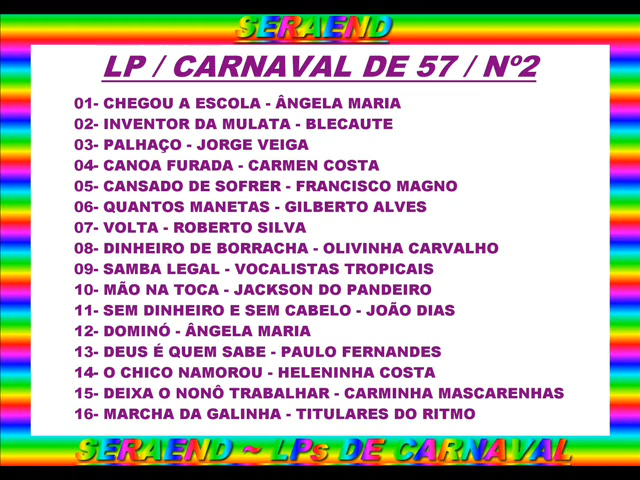 SERAEND
LP / CARNAVAL DE 57 / Nº2
01- CHEGOU A ESCOLA - ÂNGELA MARIA
02- INVENTOR DA MULATA - BLECAUTE
03- PALHAÇO - JORGE VEIGA
04- CANOA FURADA - CARMEN COSTA
05- CANSADO DE SOFRER - FRANCISCO MAGNO
06- QUANTOS MANETAS - GILBERTO ALVES
07- VOLTA - ROBERTO SILVA
08- DINHEIRO DE BORRACHA - OLIVINHA CARVALHO
09- SAMBA LEGAL - VOCALISTAS TROPICAIS
10- MÃO NA TOCA - JACKSON DO PANDEIRO
11- SEM DINHEIRO E SEM CABELO - JOÃO DIAS
12- DOMINÓ - ÂNGELA MARIA
13- DEUS É QUEM SABE - PAULO FERNANDES
14- O CHICO NAMOROU - HELENINHA COSTA
15- DEIXA O NONÔ TRABALHAR - CARMINHA MASCARENHAS
16- MARCHA DA GALINHA - TITULARES DO RITMO
SERAEND ~ LPs DE CARNAVAL